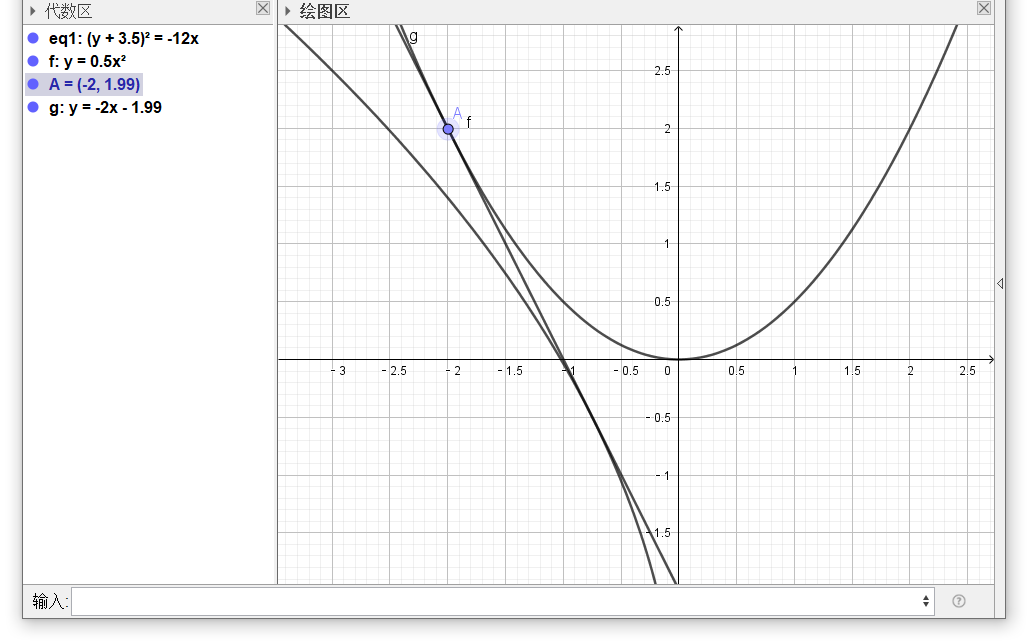 代数区
绘图区
eq1: (y + 3.5)² = -12x
f: y = 0.5x²
A = (-2, 1.99)
g: y = -2x - 1.99
g
2.5
A
f
2
1.5
1
0.5
- 3
- 2.5
- 2
- 1.5
- 1
- 0.5
0
0.5
1
1.5
2
2.5
- 0.5
- 1
- 1.5
输入: